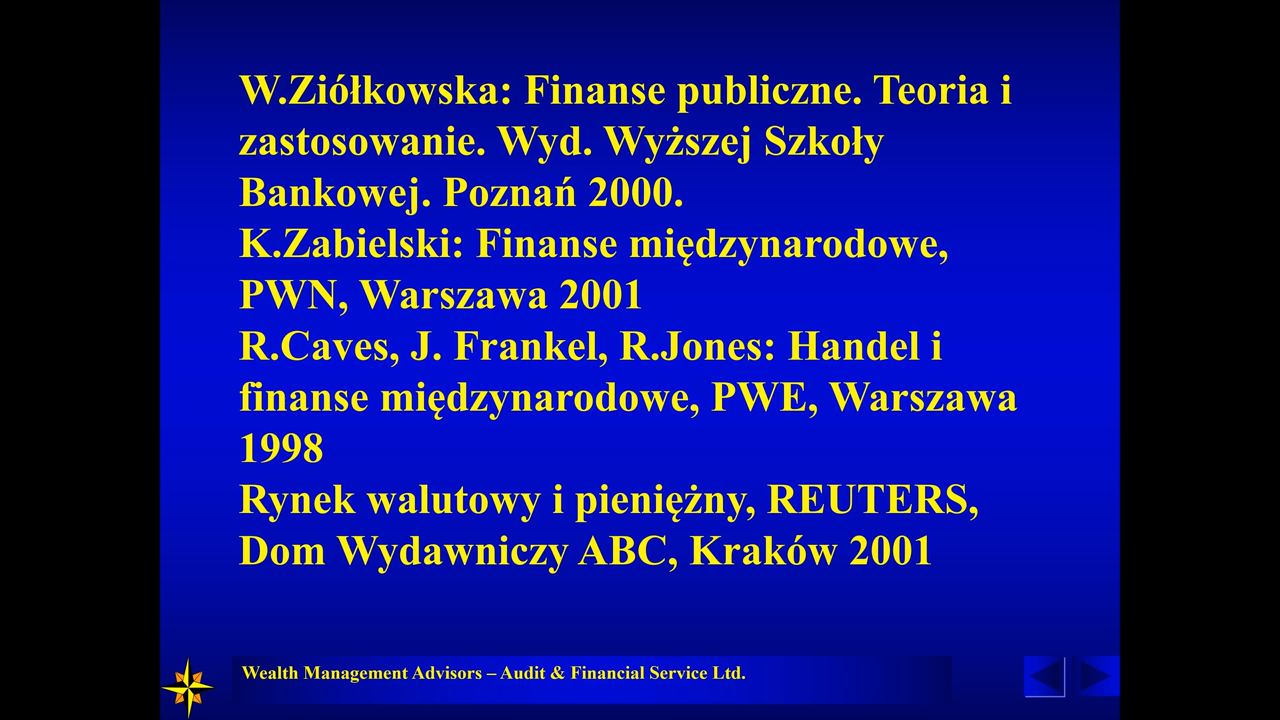 W.Ziółkowska: Finanse publiczne. Teoria i
zastosowanie. Wyd. Wyższej Szkoły
Bankowej. Poznań 2000.
K.Zabielski: Finanse międzynarodowe,
PWN, Warszawa 2001
R.Caves, J. Frankel, R.Jones: Handel i
finanse międzynarodowe, PWE, Warszawa
1998
Rynek walutowy i pieniężny, REUTERS,
Dom Wydawniczy ABC, Kraków 2001
Wealth Management Advisors – Audit & Financial Service Ltd.